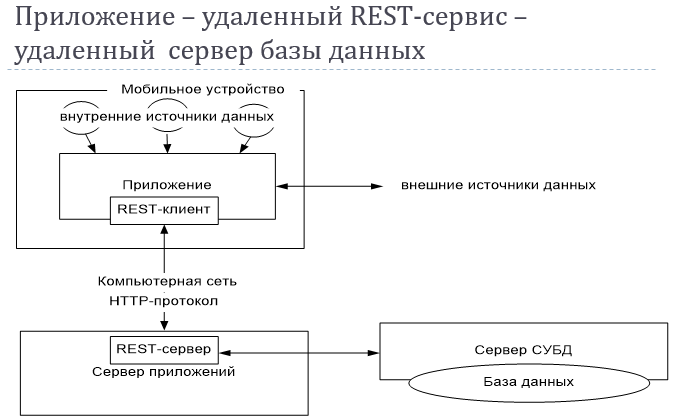 Приложение – удаленный REST-сервис –
удаленный сервер базы данных
Мобильное устройство
внутренние источники данных
Приложение
внешние источники данных
REST-клиент
Компьютерная сеть
HTTP-протокол
REST-сервер
Сервер приложений
Сервер СУБД
База данных